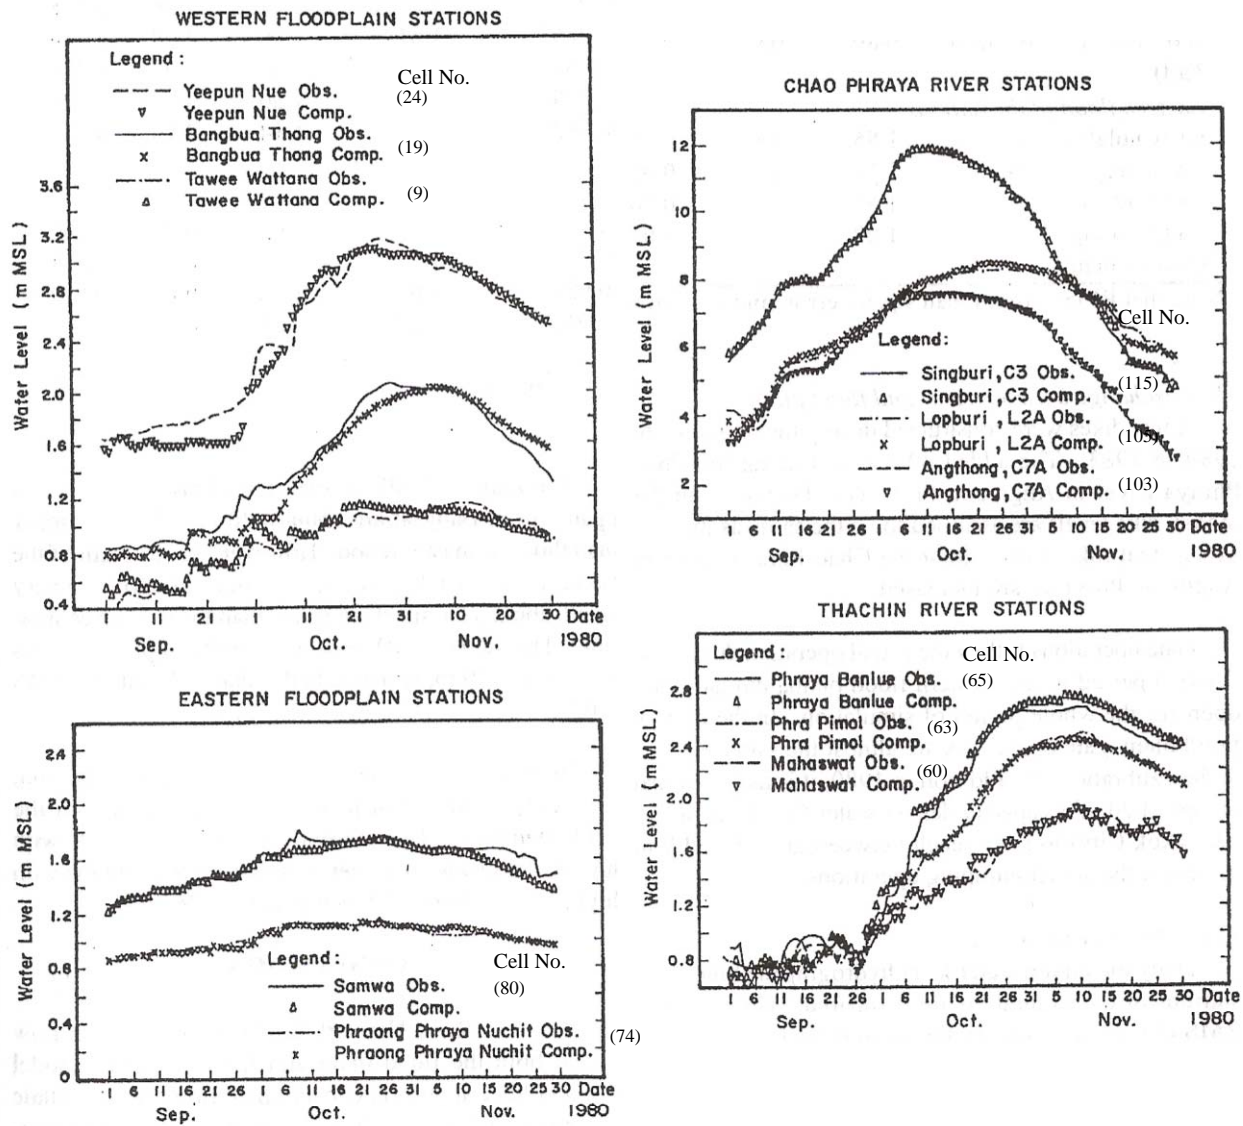 WESTERN FLOODPLAIN STATIONS
Legend :
Cell No.
Yeepun Nue Obs. (24)
Yeepun Nue Comp.
Bangbua Thong Obs.
Bangbua Thong Comp. (19)
Tawee Wattana Obs.
Tawee Wattana Comp. (9)
Water Level (m MSL)
3.6
3.2
2.8
2.4
2.0
1.6
1.2
0.8
0.4
1 11 21 1 11 21 31 10 20 30 Date
Sep. Oct. Nov. 1980
EASTERN FLOODPLAIN STATIONS
Water Level (m MSL)
2.4
2.0
1.6
1.2
0.8
0.4
0
Legend :
Cell No.
Samwa Obs. (80)
Samwa Comp.
Phraong Phraya Nuchit Obs. (74)
Phraong Phraya Nuchit Comp.
1 6 11 16 21 26 1 6 11 16 21 26 31 5 10 15 20 25 30 Date
Sep. Oct. Nov. 1980
CHAO PHRAYA RIVER STATIONS
Water Level (m MSL)
12
10
8
6
4
2
Cell No.
Legend :
Singburi, C3 Obs.
Singburi, C3 Comp. (115)
Lopburi, L2A Obs.
Lopburi, L2A Comp. (105)
Angthong, C7A Obs.
Angthong, C7A Comp. (103)
1 6 11 16 21 26 1 6 11 16 21 26 31 5 10 15 20 25 30 Date
Sep. Oct. Nov. 1980
THACHIN RIVER STATIONS
Legend :
Cell No.
Phraya Banlue Obs. (65)
Phraya Banlue Comp.
Phra Pimol Obs. (63)
Phra Pimol Comp.
Mahaswat Obs. (60)
Mahaswat Comp.
Water Level (m MSL)
2.8
2.4
2.0
1.6
1.2
0.8
1 6 11 16 21 26 1 6 11 16 21 26 31 5 10 15 20 25 30 Date
Sep. Oct. Nov. 1980